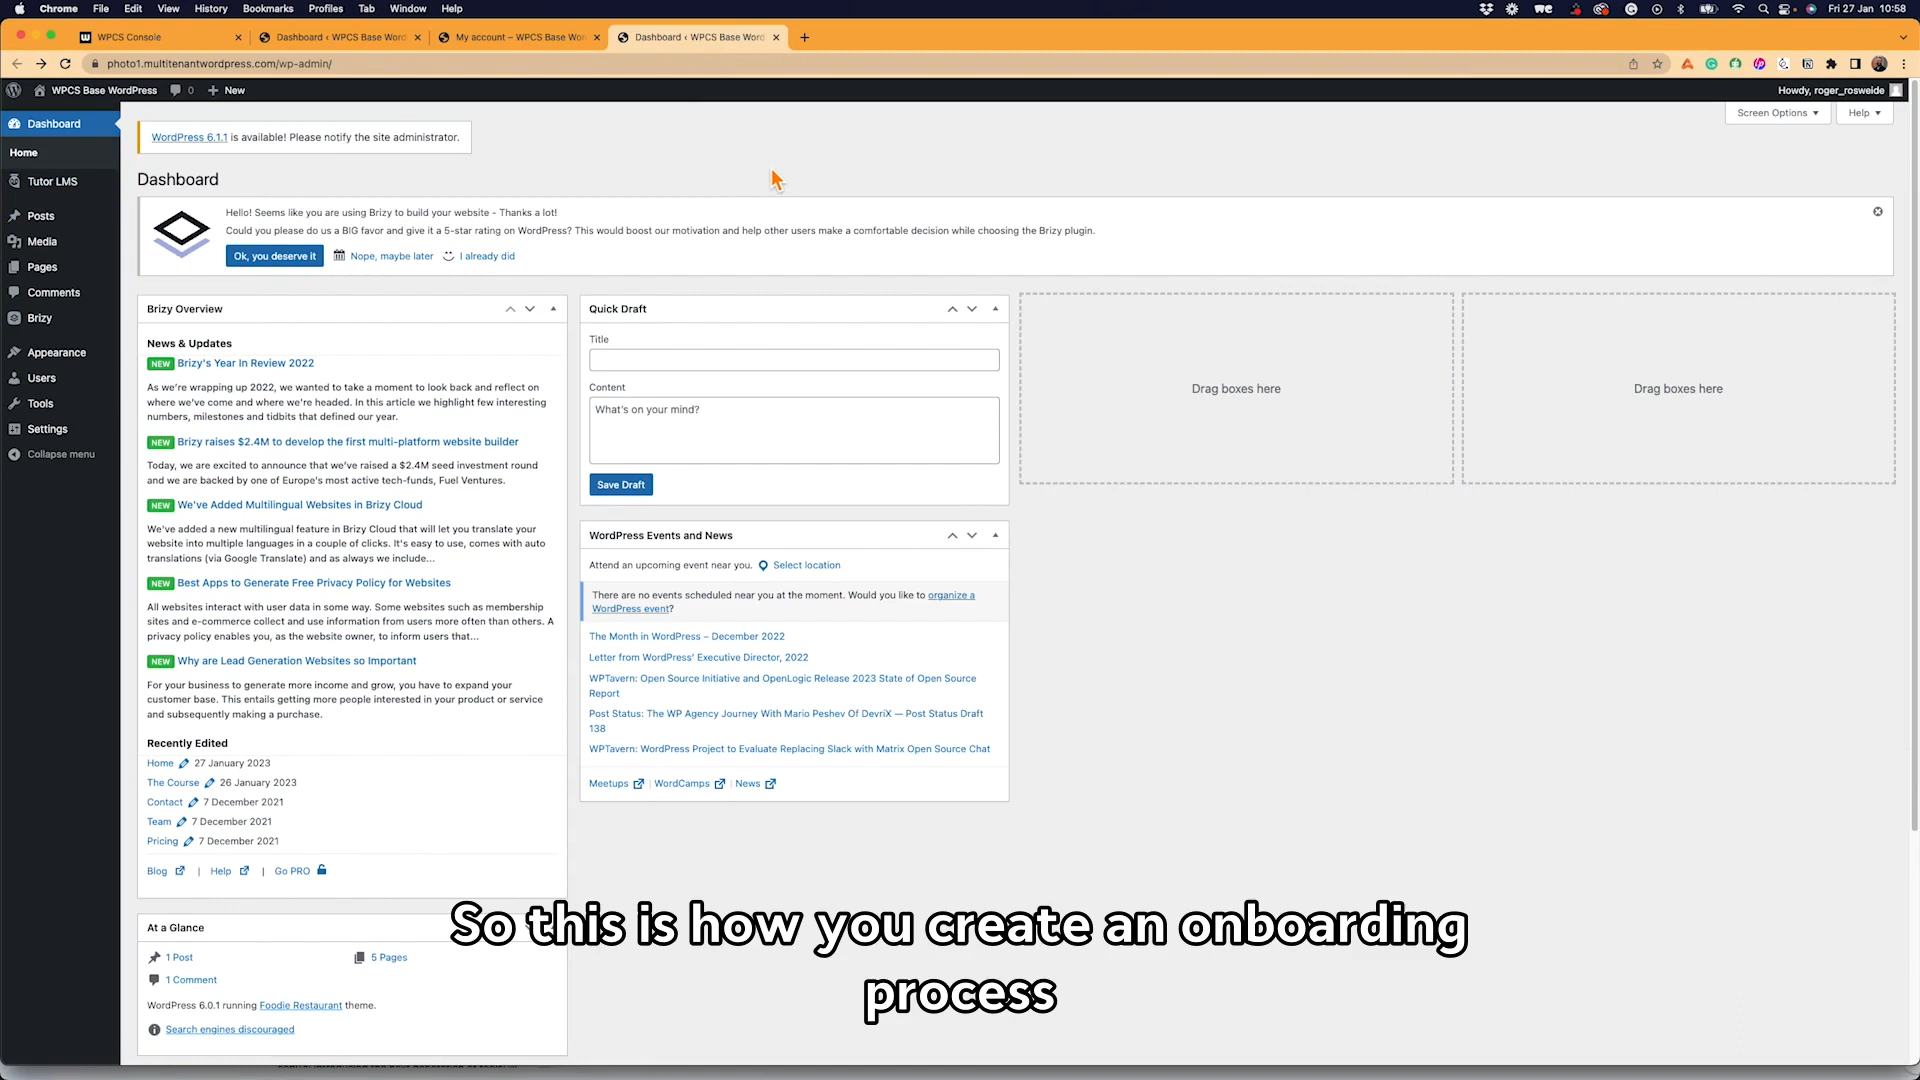 Chrome File Edit View History Bookmarks Profiles Tab Window Help Fri 27 Jan 10:58
WPCS Console Dashboard ‹ WPCS Base Word My account – WPCS Base Wor Dashboard ‹ WPCS Base Word
photo1.multitenantwordpress.com/wp-admin/
WPCS Base WordPress 0 New Howdy, roger_rosweide
Dashboard
Home
Tutor LMS
Posts
Media
Pages
Comments
Brizy
Appearance
Users
Tools
Settings
Collapse menu
Screen Options Help
WordPress 6.1.1 is available! Please notify the site administrator.
Dashboard
Hello! Seems like you are using Brizy to build your website - Thanks a lot!
Could you please do us a BIG favor and give it a 5-star rating on WordPress? This would boost our motivation and help other users make a comfortable decision while choosing the Brizy plugin.
Ok, you deserve it Nope, maybe later I already did
Brizy Overview
News & Updates
NEW Brizy's Year In Review 2022
As we're wrapping up 2022, we wanted to take a moment to look back and reflect on
where we've come and where we're headed. In this article we highlight few interesting
numbers, milestones and tidbits that defined our year.
NEW Brizy raises $2.4M to develop the first multi-platform website builder
Today, we are excited to announce that we've raised a $2.4M seed investment round
and we are backed by one of Europe's most active tech-funds, Fuel Ventures.
NEW We've Added Multilingual Websites in Brizy Cloud
We've added a new multilingual feature in Brizy Cloud that will let you translate your
website into multiple languages in a couple of clicks. It's easy to use, comes with auto
translations (via Google Translate) and as always we include...
NEW Best Apps to Generate Free Privacy Policy for Websites
All websites interact with user data in some way. Some websites such as membership
sites and e-commerce collect and use information from users more often than others. A
privacy policy enables you, as the website owner, to inform users that...
NEW Why are Lead Generation Websites so Important
For your business to generate more income and grow, you have to expand your
customer base. This entails getting more people interested in your product or service
and subsequently making a purchase.
Recently Edited
Home 27 January 2023
The Course 26 January 2023
Contact 7 December 2021
Team 7 December 2021
Pricing 7 December 2021
Blog | Help | Go PRO
At a Glance
1 Post 5 Pages
1 Comment
WordPress 6.0.1 running Foodie Restaurant theme.
Search engines discouraged
Quick Draft
Title
Content
What's on your mind?
Save Draft
WordPress Events and News
Attend an upcoming event near you. Select location
There are no events scheduled near you at the moment. Would you like to organize a
WordPress event?
The Month in WordPress – December 2022
Letter from WordPress' Executive Director, 2022
WPTavern: Open Source Initiative and OpenLogic Release 2023 State of Open Source
Report
Post Status: The WP Agency Journey With Mario Peshev Of DevriX — Post Status Draft
138
WPTavern: WordPress Project to Evaluate Replacing Slack with Matrix Open Source Chat
Meetups | WordCamps | News
Drag boxes here
Drag boxes here
So this is how you create an onboarding
process